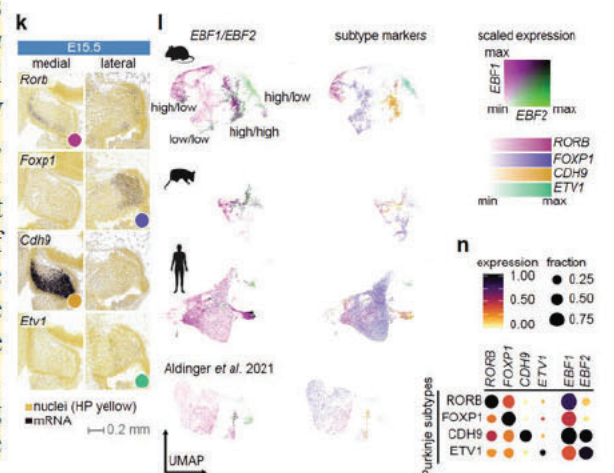 k
E15.5
medial lateral
Rorb
Foxp1
Cdh9
Etv1
nuclei (HP yellow)
mRNA
0.2 mm
l
EBF1/EBF2
subtype markers
high/low
low/low
high/high
high/low
Aldinger et al. 2021
UMAP
scaled expression
max
EBF1
min
EBF2
max
RORB
FOXP1
CDH9
ETV1
min max
n
expression fraction
1.00
0.50
0.00
0.25
0.50
0.75
RORB
FOXP1
CDH9
ETV1
EBF1
EBF2
RORB
FOXP1
CDH9
ETV1
subtypes